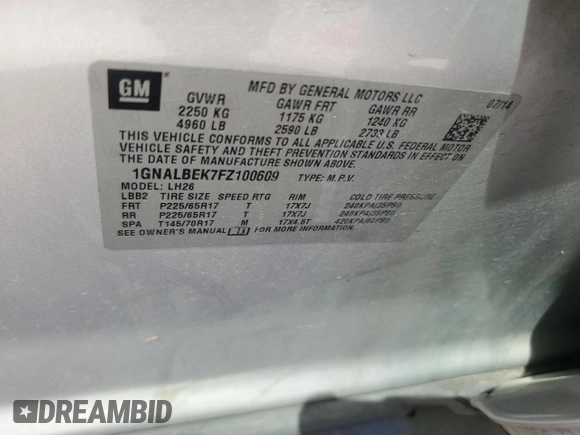 GM
MFD BY GENERAL MOTORS LLC 07/14
GVWR GAWR FRT GAWR RR
2250 KG 1175 KG 1240 KG
4960 LB 2590 LB 2733 LB
THIS VEHICLE CONFORMS TO ALL APPLICABLE U.S. FEDERAL MOTOR
VEHICLE SAFETY AND THEFT PREVENTION STANDARDS IN EFFECT ON
THE DATE OF MANUFACTURE SHOWN ABOVE.
1GNALBEK7FZ100609 TYPE: M.P.V.
MODEL: LH26
LBB2 TIRE SIZE SPEED RTG RIM COLD TIRE PRESSURE
FRT P225/65R17 T 17X7J 240KPA(35PSI)
RR P225/65R17 T 17X7J 240KPA(35PSI)
SPA T145/70R17 M 17X4.5T 420KPA(60PSI)
SEE OWNER'S MANUAL FOR MORE INFORMATION.
DREAMBID